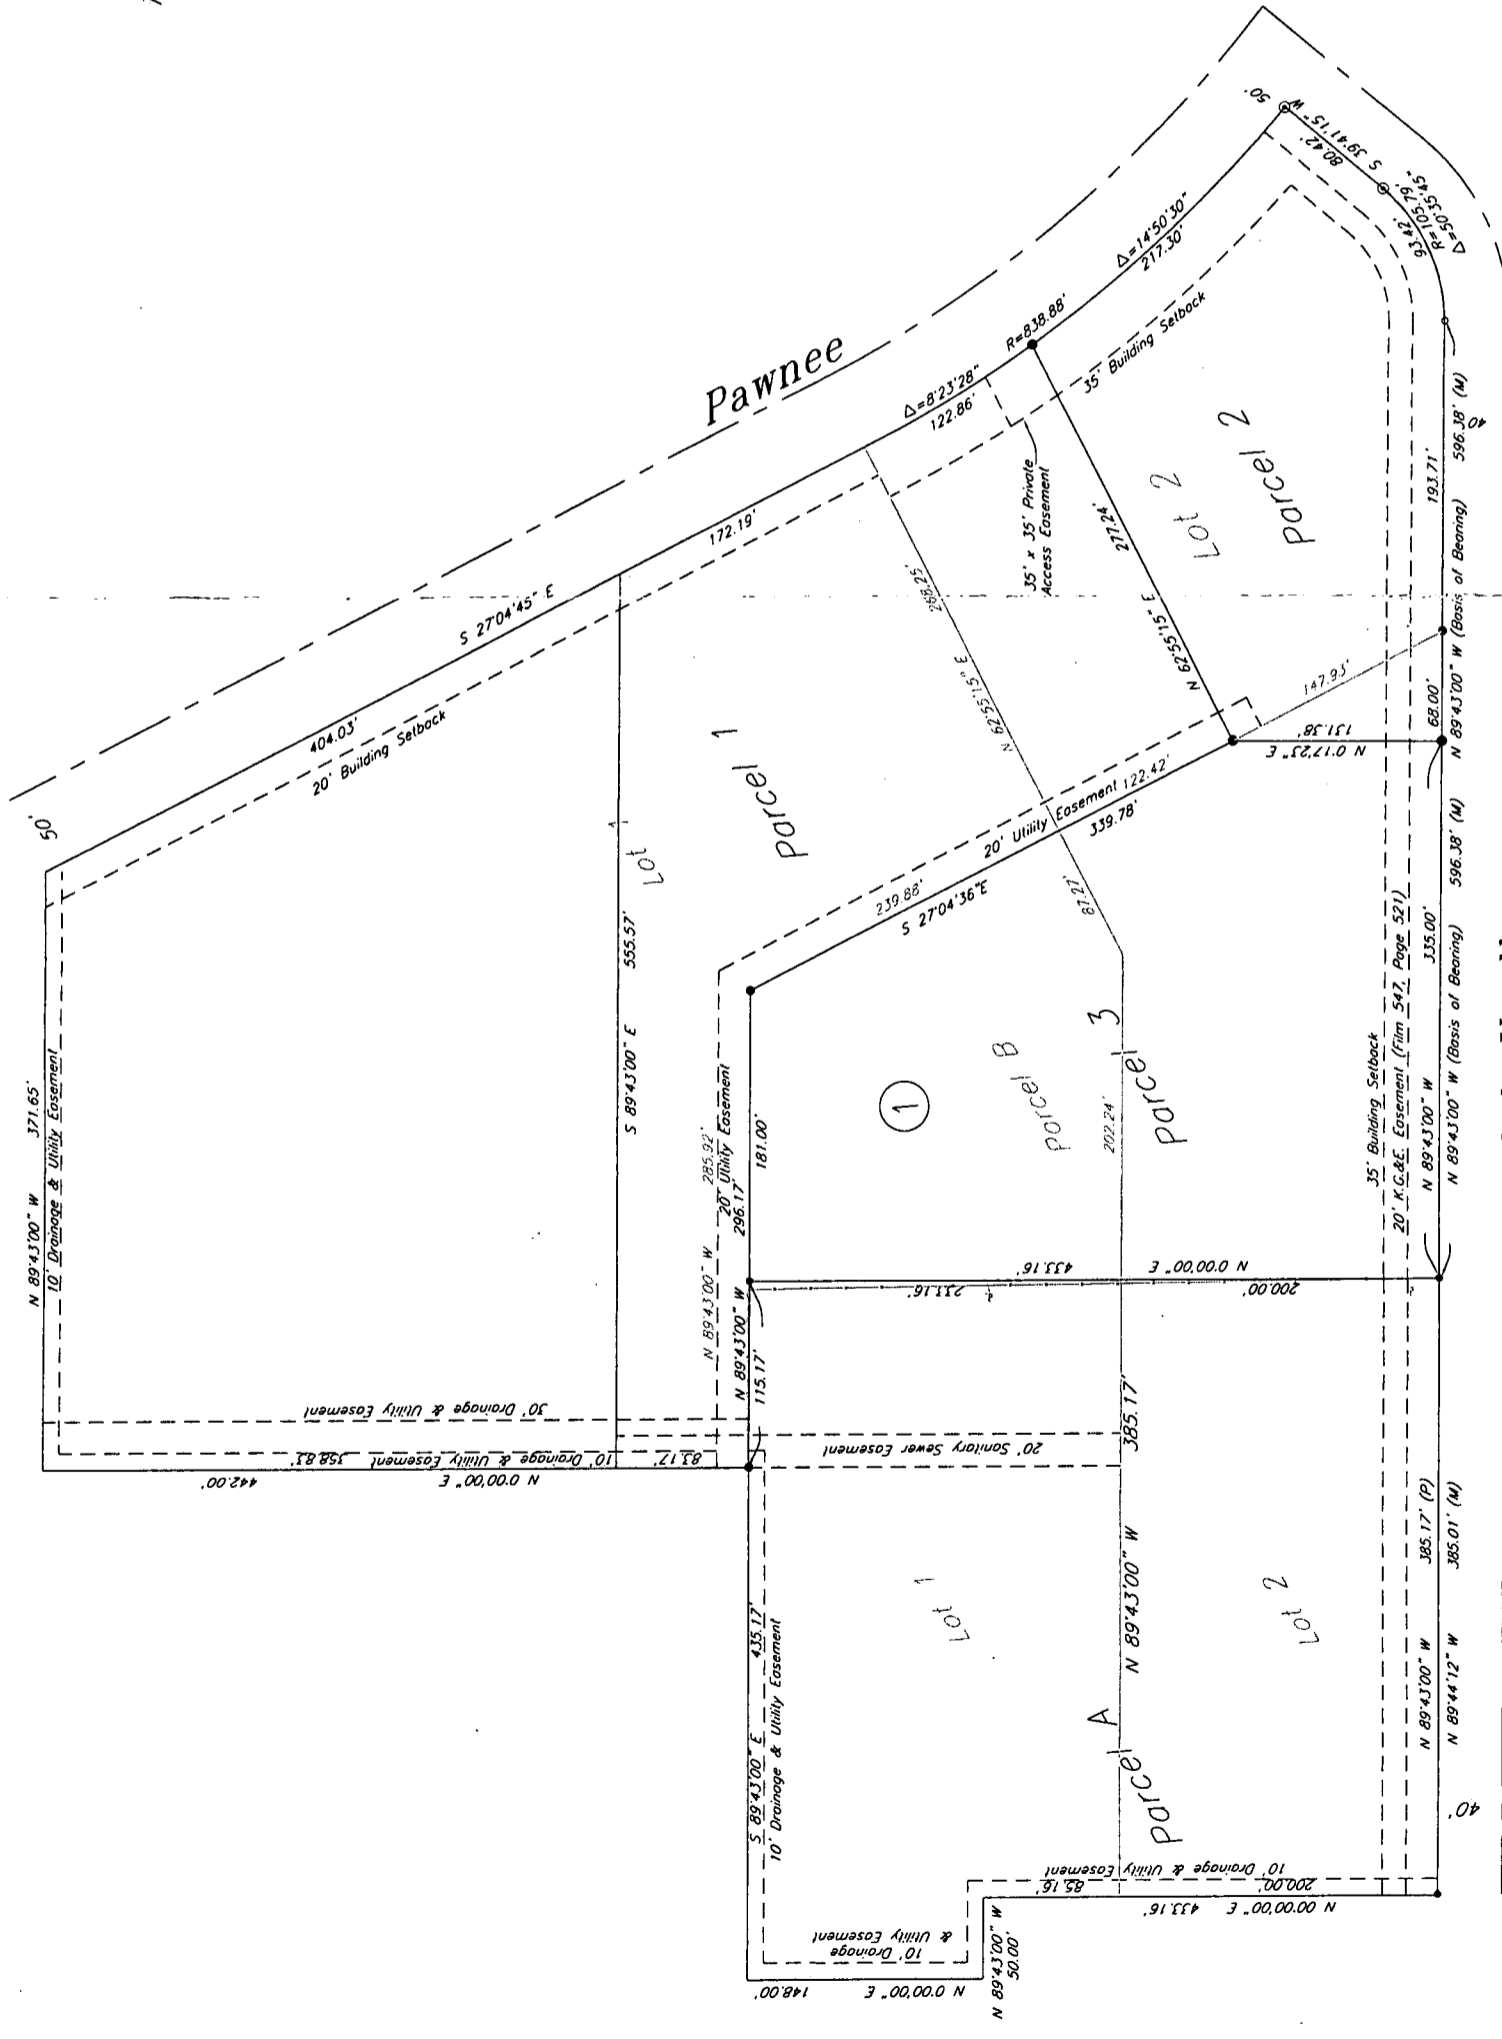 N 89°43'00" W 371.65'
10' Drainage & Utility Easement
50'
404.03'
20' Building Setback
S 27°04'45" E
172.19'
Pawnee
Δ=8°23'28"
122.86'
R=838.88'
Δ=14°50'30"
217.30'
35' Building Setback
50'
80.42'
S 39°41'15" W
93.42'
R=105.79'
Δ=50°35'45"
35' x 35' Private
Access Easement
277.24'
N 62°55'15" E
Lot 2
Parcel 2
268.25'
N 62°55'15" E
87.27'
S 89°43'00" E 555.57'
Lot 1
Parcel 1
20' Utility Easement 122.42'
339.78'
239.88'
S 27°04'36"E
147.93'
N 0°17'23" E
131.38'
68.00'
193.71'
N 89°43'00" W (Basis of Bearing) 596.38' (M)
40'
N 89°43'00" W 285.92'
20' Utility Easement
N 89°43'00" W 296.17'
181.00'
115.17'
30' Drainage & Utility Easement
10' Drainage & Utility Easement 358.83'
83.17'
N 0°00'00" E 442.00'
20' Sanitary Sewer Easement
1
Parcel B
Parcel 3
202.24'
N 0°00'00" E 433.16'
233.16'
200.00'
35' Building Setback
20' K.G.&E. Easement (Film 547, Page 521)
N 89°43'00" W 335.00'
N 89°43'00" W (Basis of Bearing) 596.38' (M)
S 89°43'00" E 435.17'
10' Drainage & Utility Easement
Lot 1
N 89°43'00" W 385.17'
Parcel A
Lot 2
10' Drainage
& Utility Easement
N 0°00'00" E 148.00'
N 89°43'00" W
50.00'
10' Drainage & Utility Easement
85.16'
200.00'
N 00°00'00" E 433.16'
N 89°43'00" W 385.17' (P)
N 89°44'12" W 385.01' (M)
40'